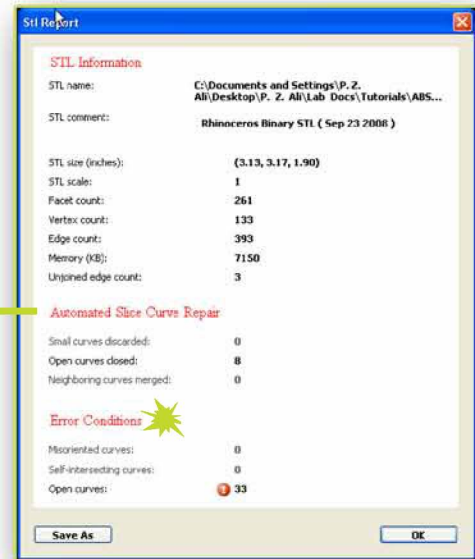 Stl Report
STL Information
STL name: C:\Documents and Settings\P. Z.
Ali\Desktop\P. Z. Ali\Lab Docs\Tutorials\ABS...
STL comment: Rhinoceros Binary STL ( Sep 23 2008 )
STL size (inches): (3.13, 3.17, 1.90)
STL scale: 1
Facet count: 261
Vertex count: 133
Edge count: 393
Memory (KB): 7150
Unjoined edge count: 3
Automated Slice Curve Repair
Small curves discarded: 0
Open curves closed: 8
Neighboring curves merged: 0
Error Conditions
Misoriented curves: 0
Self-intersecting curves: 0
Open curves: 33
Save As OK